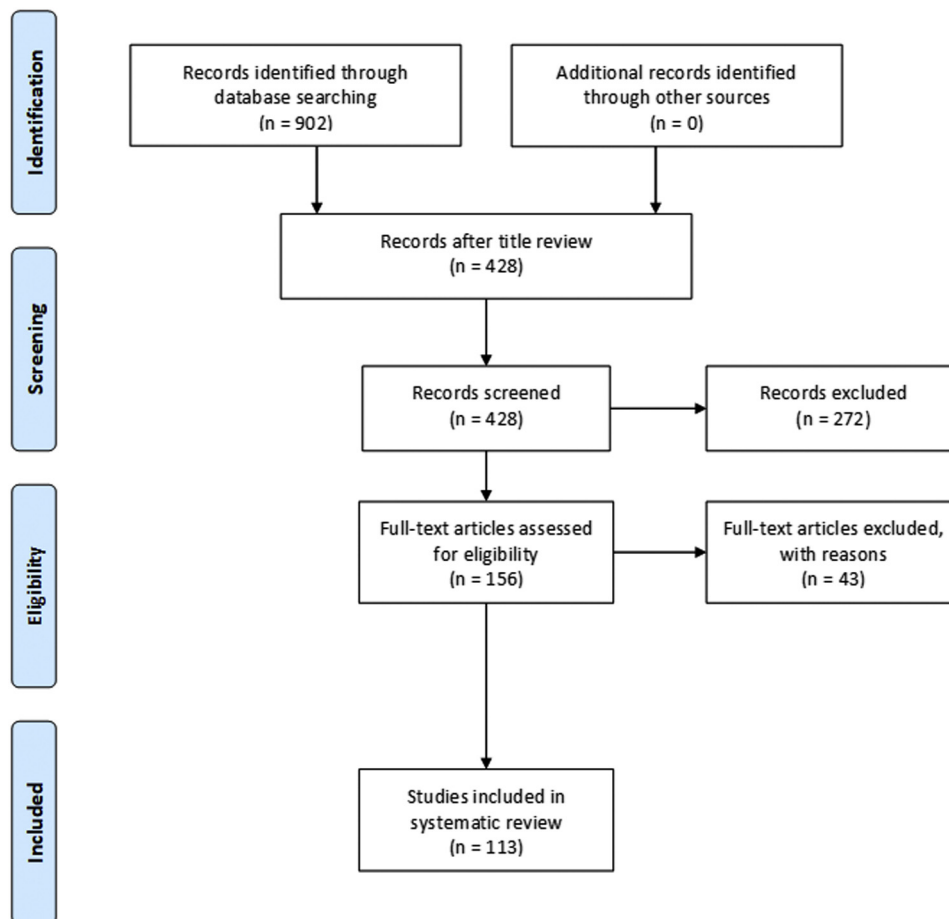 Identification
Records identified through
database searching
(n = 902)
Additional records identified
through other sources
(n = 0)
Records after title review
(n = 428)
Screening
Records screened
(n = 428)
Records excluded
(n = 272)
Eligibility
Full-text articles assessed
for eligibility
(n = 156)
Full-text articles excluded,
with reasons
(n = 43)
Included
Studies included in
systematic review
(n = 113)